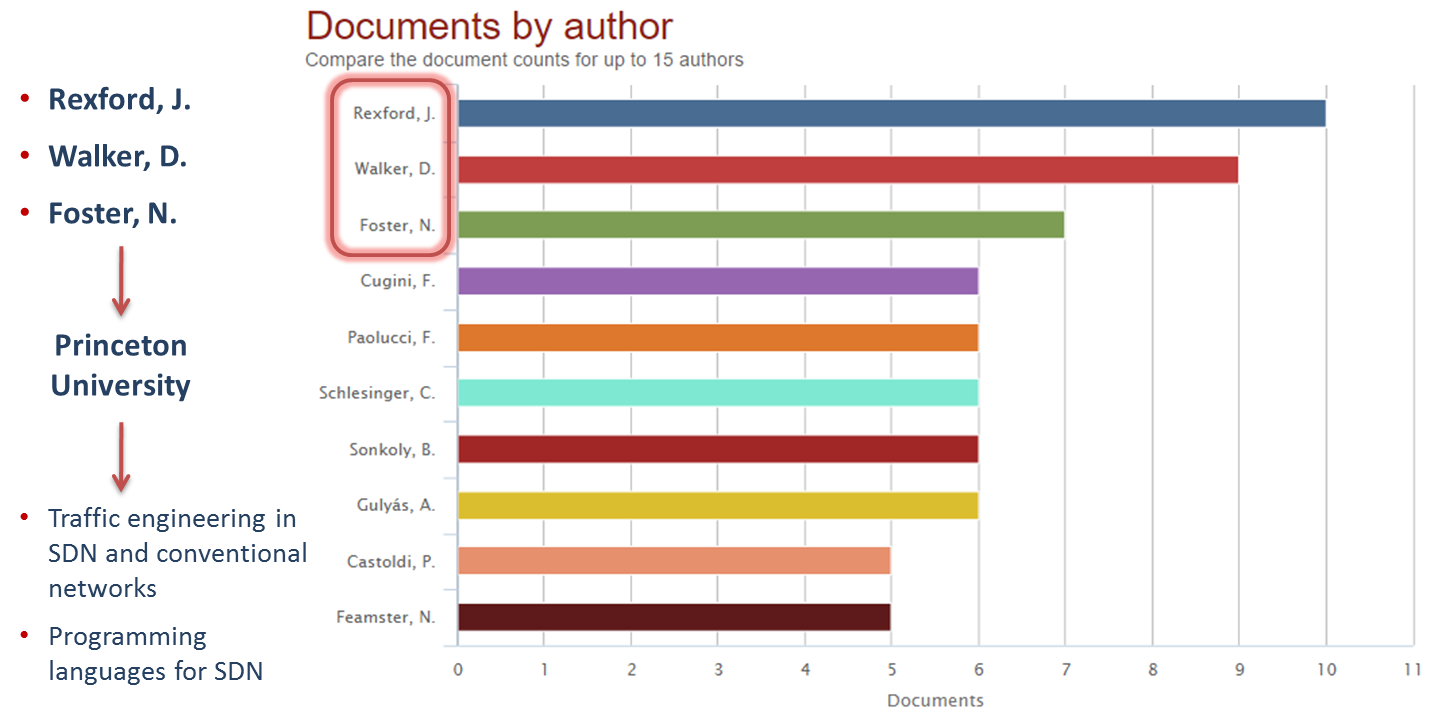 Documents by author
Compare the document counts for up to 15 authors
• Rexford, J.
• Walker, D.
• Foster, N.
Princeton
University
• Traffic engineering in
SDN and conventional
networks
• Programming
languages for SDN
Rexford, J.
Walker, D.
Foster, N.
Cugini, F.
Paolucci, F.
Schlesinger, C.
Sonkoly, B.
Gulyás, A.
Castoldi, P.
Feamster, N.
0 1 2 3 4 5 6 7 8 9 10 11
Documents